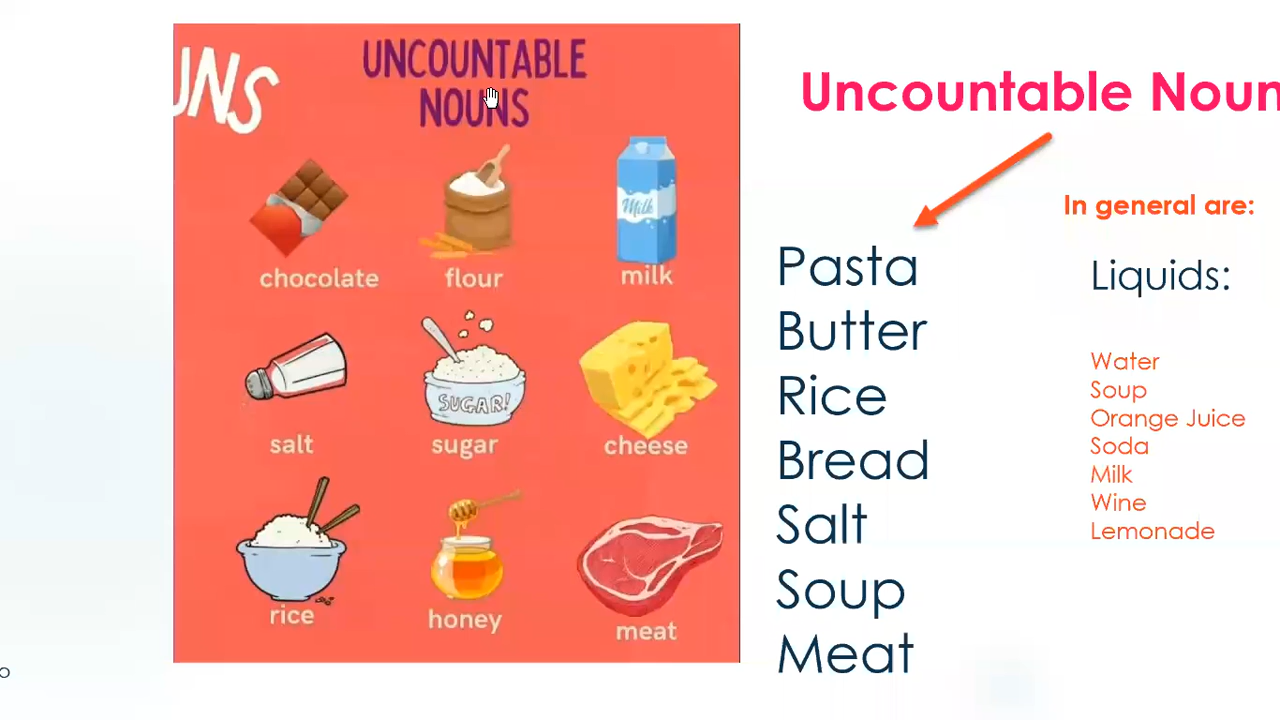 UNS
UNCOUNTABLE
NOUNS
chocolate
flour
Milk
milk
salt
SUGAR!
sugar
cheese
rice
honey
meat
Uncountable Noun
Pasta
Butter
Rice
Bread
Salt
Soup
Meat
In general are:
Liquids:
Water
Soup
Orange Juice
Soda
Milk
Wine
Lemonade
o